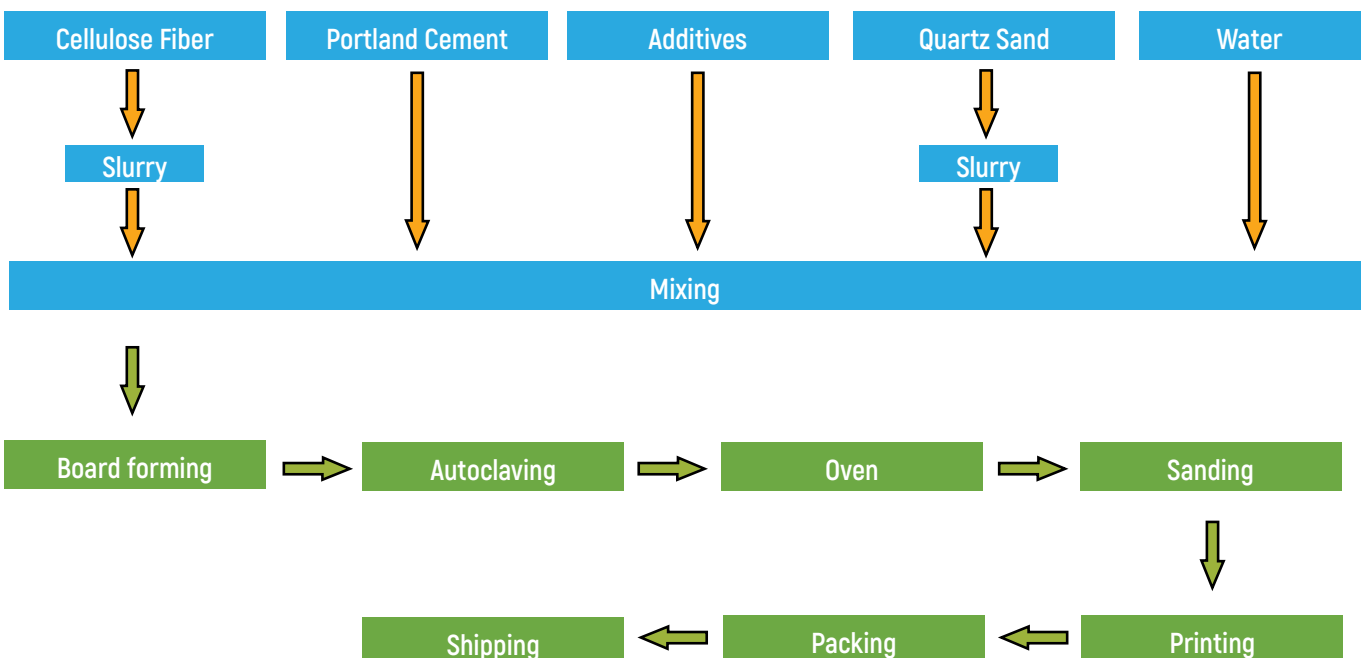 Cellulose Fiber
Portland Cement
Additives
Quartz Sand
Water
Slurry
Slurry
Mixing
Board forming
Autoclaving
Oven
Sanding
Shipping
Packing
Printing